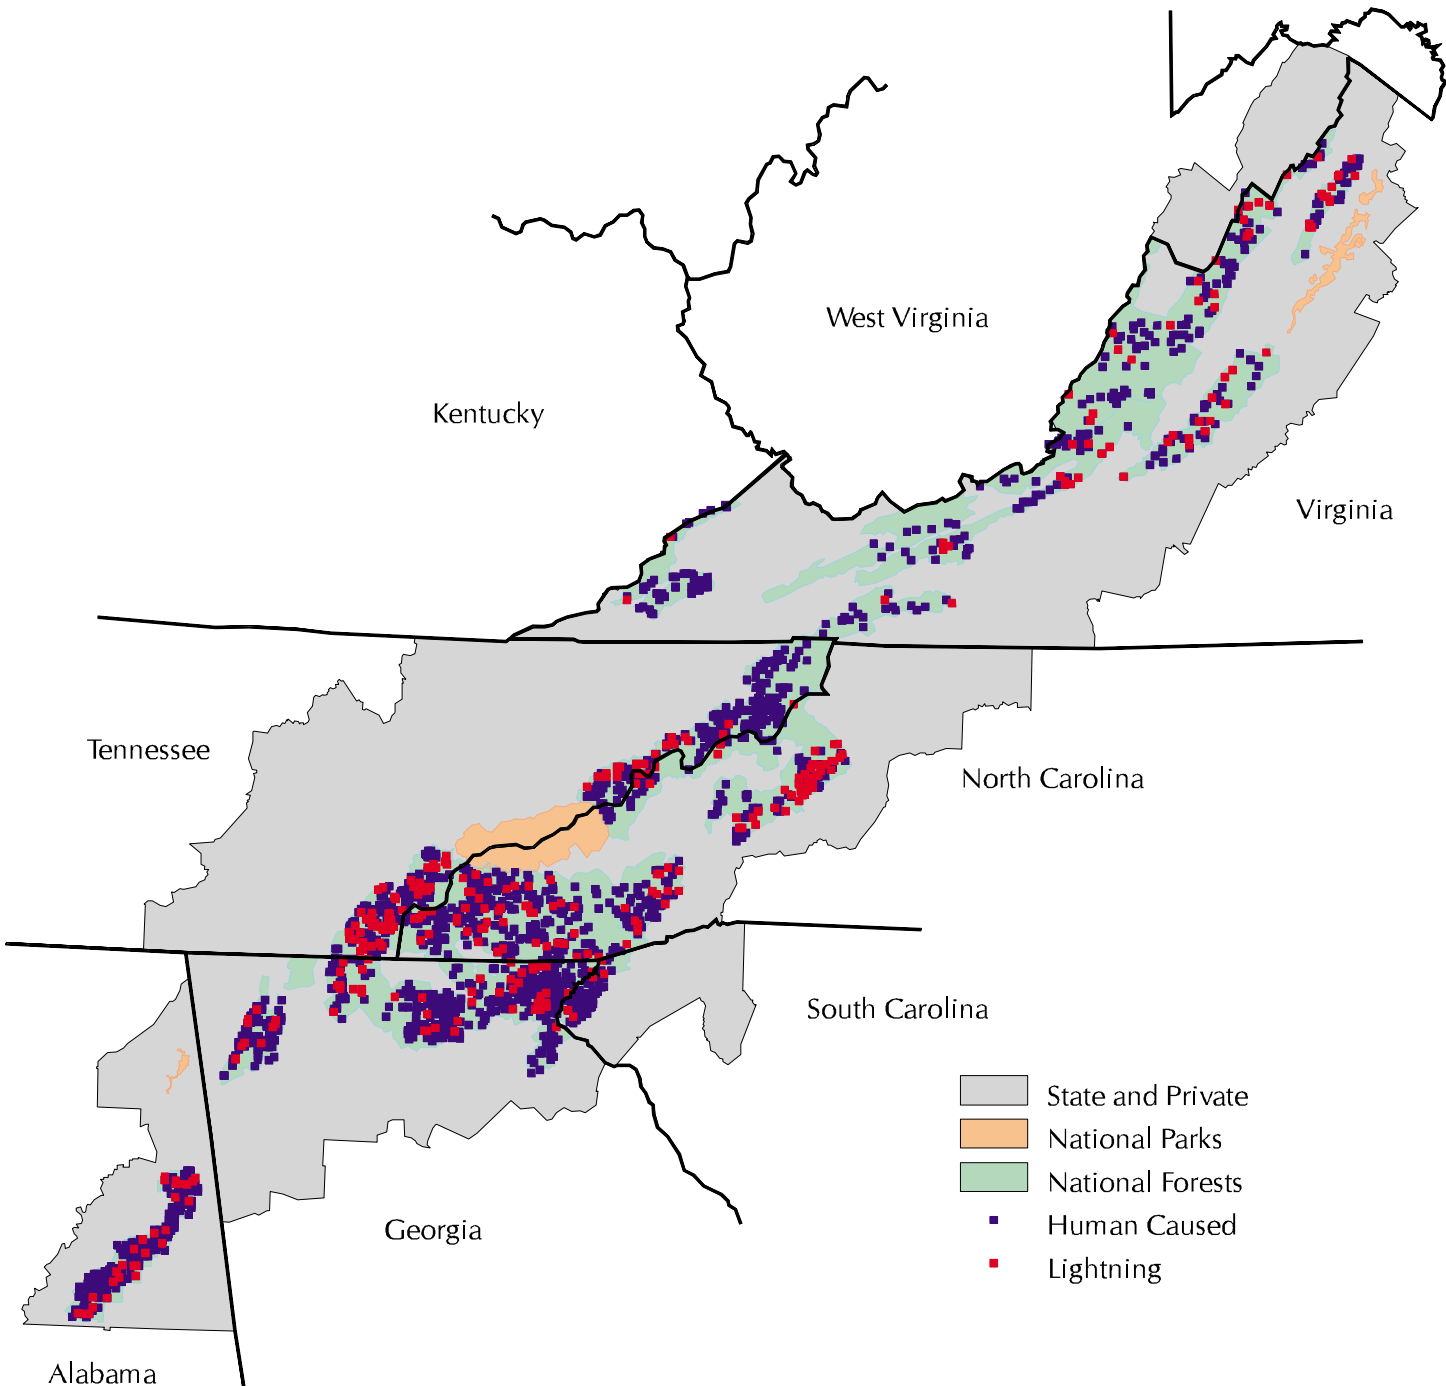 West Virginia
Kentucky
Virginia
Tennessee
North Carolina
South Carolina
State and Private
National Parks
National Forests
Human Caused
Lightning
Georgia
Alabama